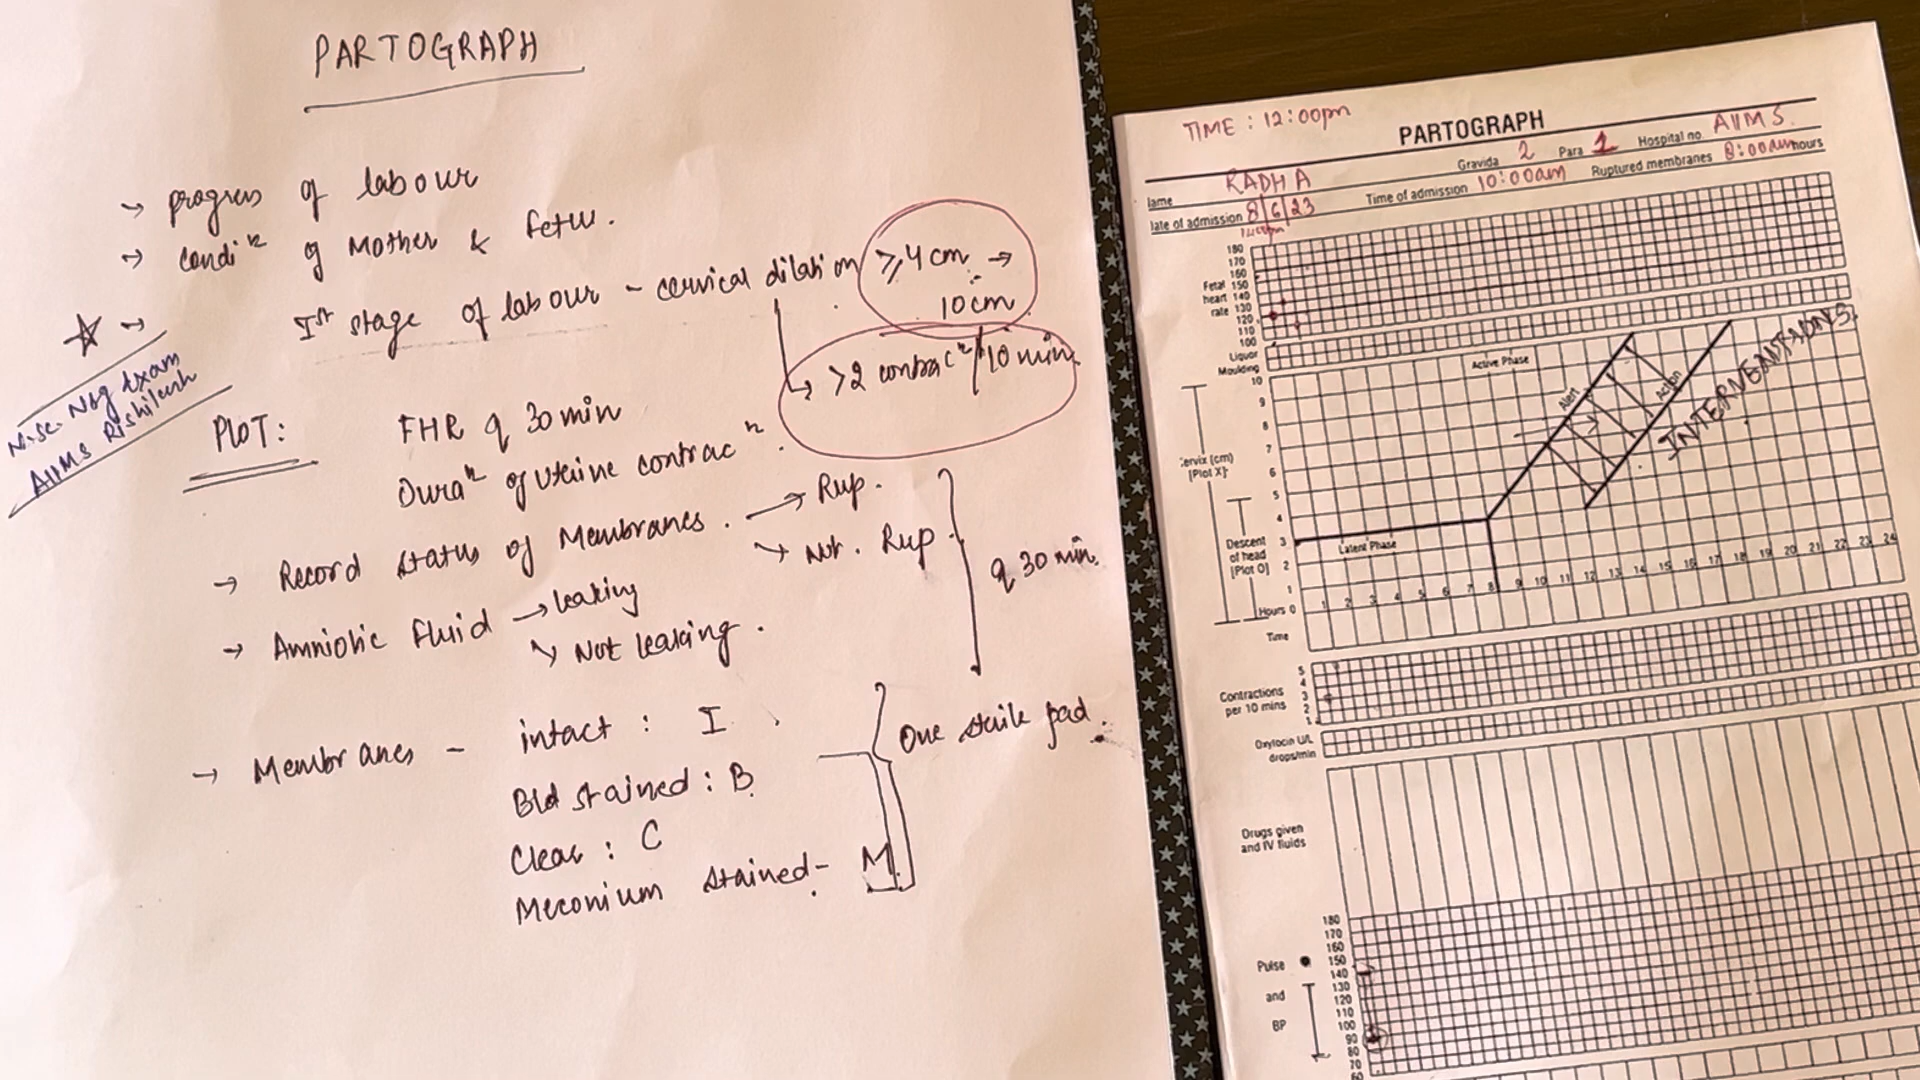 PARTOGRAPH
→ progress of labour
→ condiⁿ of Mother & Fetus.
→ Iˢᵗ stage of labour - cervical dilation ≥ 4 cm →
10 cm
→ >2 contracⁿ/10 min
M.Sc. Nsg Exam
AIIMS Rishikesh
PLOT: FHR q 30 min
Duraⁿ of uterine contracⁿ.
→ Record status of Membranes. → Rup.
→ Not. Rup.
q 30 min.
→ Amniotic Fluid → leaking
→ Not leaking.
→ Membranes - intact : I
Bld stained : B
Clear : C
Meconium stained - M
One sterile pad.
TIME : 12:00pm
PARTOGRAPH
lame RADHA Gravida 2 Para 1 Hospital no. AIIMS
late of admission 8/6/23 Time of admission 10:00am Ruptured membranes 8:00am hours
Fetal
heart
rate
180
170
160
150
140
130
120
110
100
Liquor
Moulding
Active Phase
Alert
Action
INTERVENTIONS
10
9
8
7
6
5
4
3
2
1
0
Cervix (cm)
[Plot X]
Descent
of head
[Plot O]
Latent Phase
Hours 0 1 2 3 4 5 6 7 8 9 10 11 12 13 14 15 16 17 18 19 20 21 22 23 24
Time
Contractions
per 10 mins
5
4
3
2
1
Oxytocin U/L
drops/min
Drugs given
and IV fluids
Pulse
and
BP
180
170
160
150
140
130
120
110
100
90
80
70
60